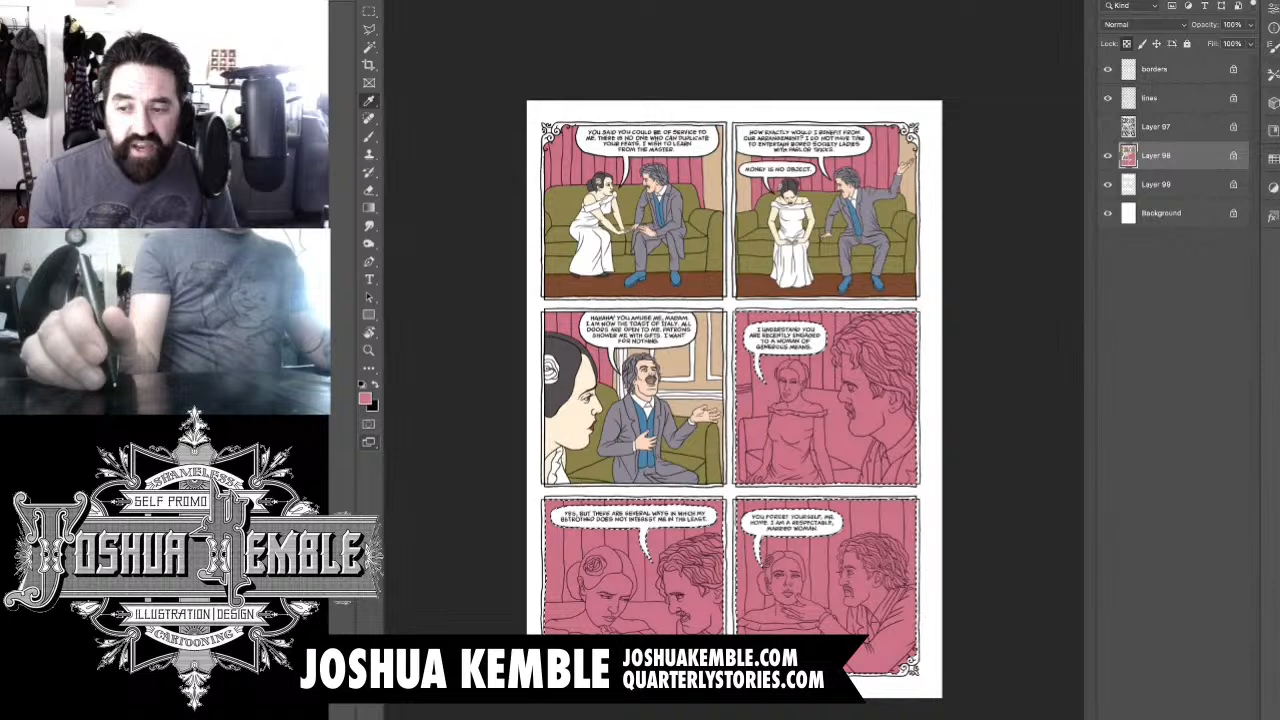 Kind
Normal
Opacity: 100%
Lock:
Fill: 100%
borders
lines
Layer 97
Layer 98
Layer 99
Background
YOU SAID YOU COULD BE OF SERVICE TO
ME. THERE IS NO ONE WHO CAN DUPLICATE
YOUR FEATS. I WISH TO LEARN
FROM THE MASTER.
HOW EXACTLY WOULD I BENEFIT FROM
OUR ARRANGEMENT? I DO NOT HAVE TIME
TO ENTERTAIN BORED SOCIETY LADIES
WITH PARLOR TRICKS.
MONEY IS NO OBJECT.
HAHAHA! YOU AMUSE ME, MADAM.
I AM NOW THE TOAST OF ITALY. ALL
DOORS ARE OPEN TO ME. PATRONS
SHOWER ME WITH GIFTS. I WANT
FOR NOTHING.
I UNDERSTAND YOU
ARE RECENTLY ENGAGED
TO A WOMAN OF
GENEROUS MEANS.
YES, BUT THERE ARE SEVERAL WAYS IN WHICH MY
BETROTHED DOES NOT INTEREST ME IN THE LEAST.
YOU FORGET YOURSELF, MR.
HOME. I AM A RESPECTABLE,
MARRIED WOMAN.
SHAMELESS
SELF PROMO
JOSHUA KEMBLE
ILLUSTRATION|DESIGN
CARTOONING
JOSHUA KEMBLE
JOSHUAKEMBLE.COM
QUARTERLYSTORIES.COM